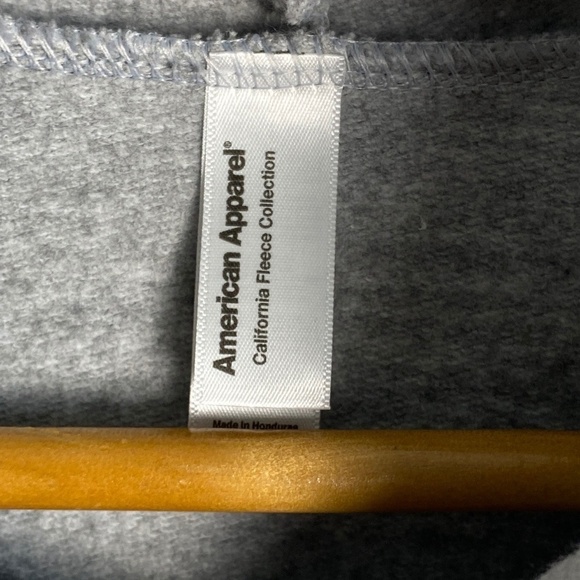 American Apparel®
California Fleece Collection
Made in Honduras